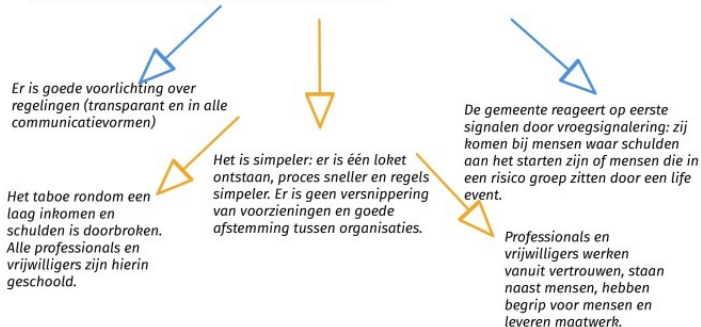 Er is goede voorlichting over
regelingen (transparant en in alle
communicatievormen)
De gemeente reageert op eerste
signalen door vroegsignalering: zij
komen bij mensen waar schulden
aan het starten zijn of mensen die in
een risico groep zitten door een life
event.
Het is simpeler: er is één loket
ontstaan, proces sneller en regels
simpeler. Er is geen versnippering
van voorzieningen en goede
afstemming tussen organisaties.
Het taboe rondom een
laag inkomen en
schulden is doorbroken.
Alle professionals en
vrijwilligers zijn hierin
geschoold.
Professionals en
vrijwilligers werken
vanuit vertrouwen, staan
naast mensen, hebben
begrip voor mensen en
leveren maatwerk.